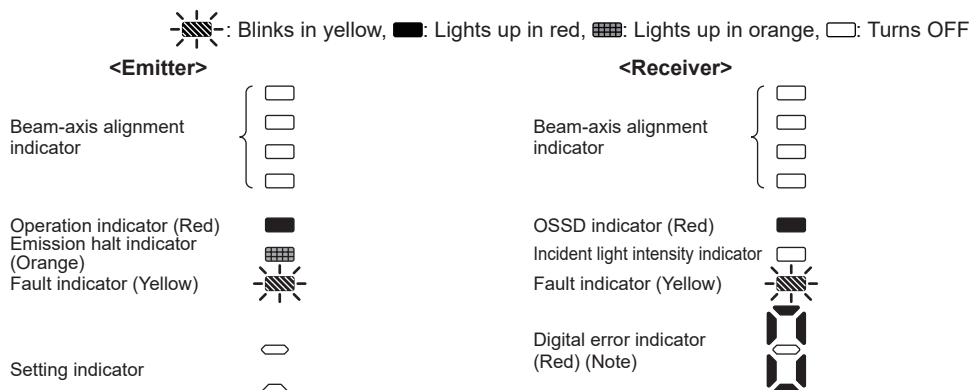 : Blinks in yellow, : Lights up in red, : Lights up in orange, : Turns OFF
<Emitter>
Beam-axis alignment
indicator
Operation indicator (Red)
Emission halt indicator
(Orange)
Fault indicator (Yellow)
Setting indicator
<Receiver>
Beam-axis alignment
indicator
OSSD indicator (Red)
Incident light intensity indicator
Fault indicator (Yellow)
Digital error indicator
(Red) (Note)